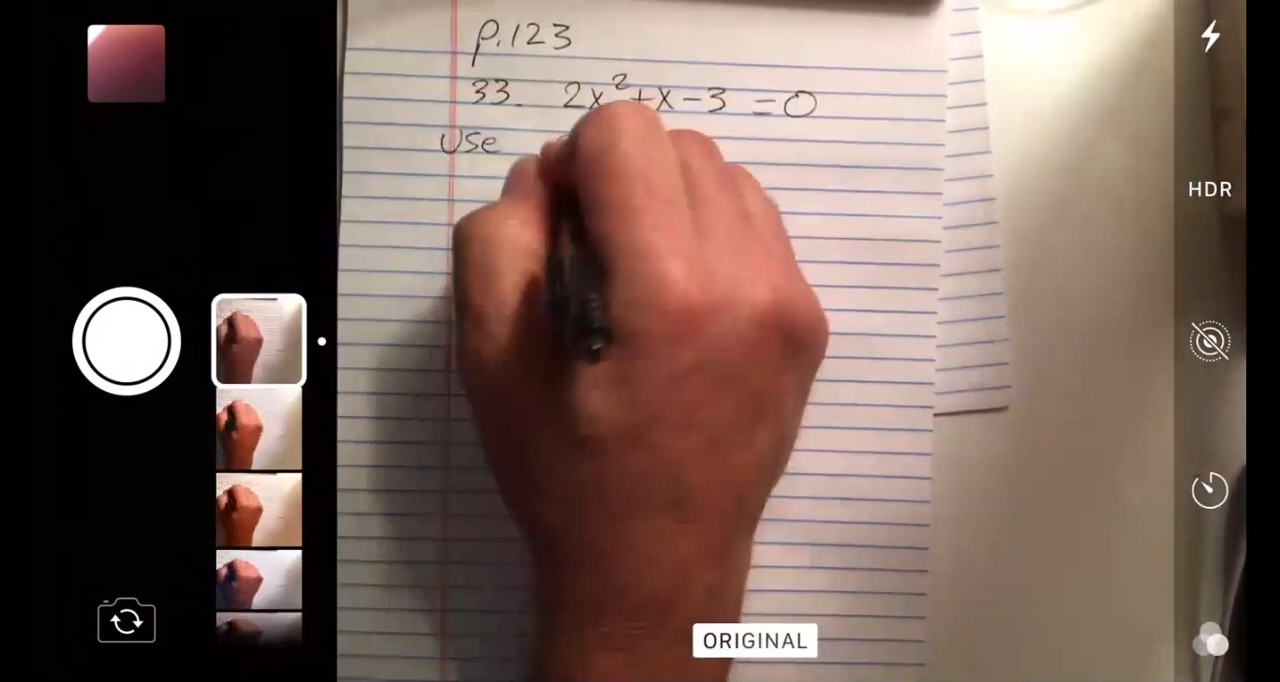 p.123
33. 2x²+x-3 =0
Use
HDR
ORIGINAL